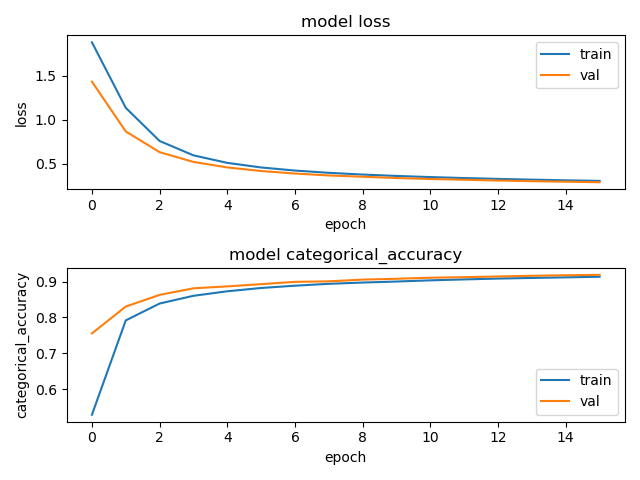 model loss
loss
1.5
1.0
0.5
train
val
0 2 4 6 8 10 12 14
epoch
model categorical_accuracy
categorical_accuracy
0.9
0.8
0.7
0.6
train
val
0 2 4 6 8 10 12 14
epoch